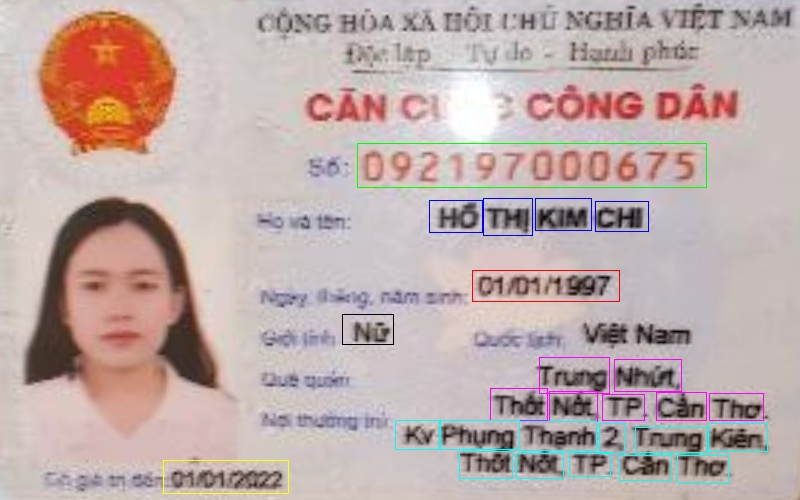 CỘNG HÒA XÃ HỘI CHỦ NGHĨA VIỆT NAM
Độc lập Tự do - Hạnh phúc
CĂN CƯỚC CÔNG DÂN
Số: 092197000675
Họ và tên: HỒ THỊ KIM CHI
Ngày, tháng, năm sinh: 01/01/1997
Giới tính: Nữ Quốc tịch: Việt Nam
Quê quán: Trung Nhứt,
Thốt Nốt, TP. Cần Thơ.
Nơi thường trú: Kv Phụng Thạnh 2, Trung Kiên,
Thốt Nốt, TP. Cần Thơ.
Có giá trị đến: 01/01/2022